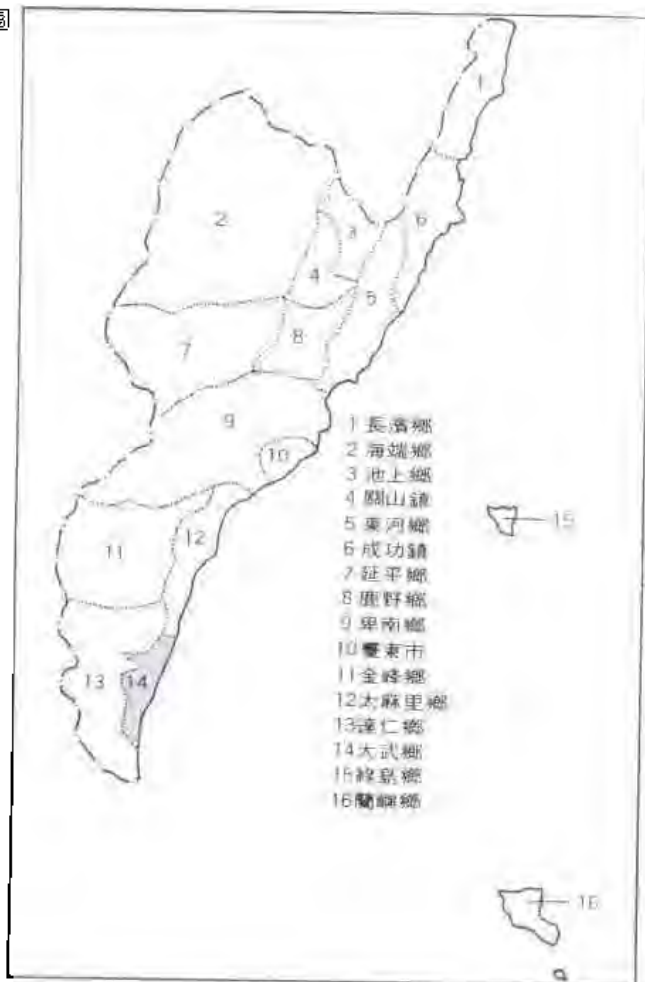 圖
1
6
2
3
4
5
8
7
9
10
12
11
13
14
1 長濱鄉
2 海端鄉
3 池上鄉
4 關山鎮
5 東河鄉
6 成功鎮
7 延平鄉
8 鹿野鄉
9 卑南鄉
10 臺東市
11 金峰鄉
12 太麻里鄉
13 達仁鄉
14 大武鄉
15 綠島鄉
16 蘭嶼鄉
15
16